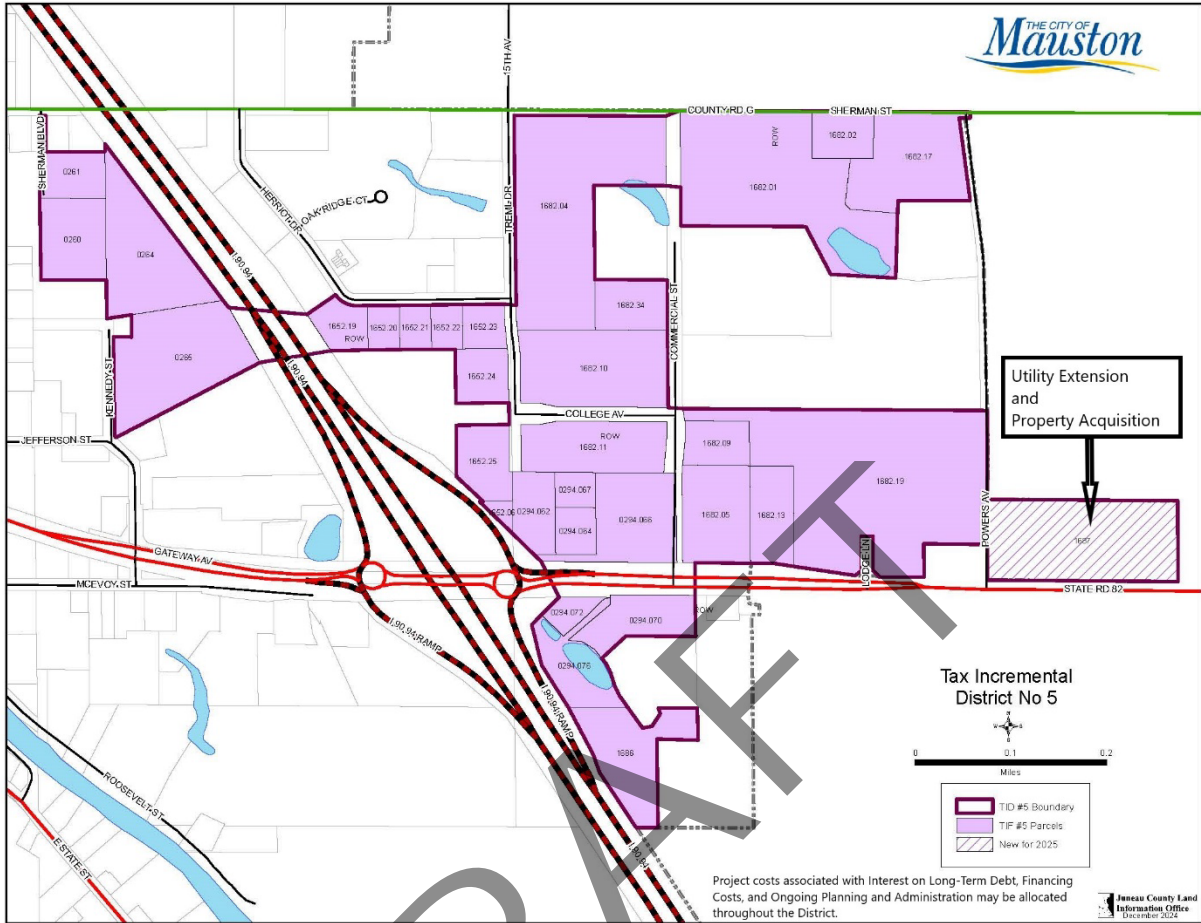 THE CITY OF
Mauston
15TH AV
COUNTY RD G
SHERMAN ST
SHERMAN BLVD
0261
0260
0264
0265
HERRIOT DR
OAK RIDGE CT
TREML DR
I 90.94
1682.04
ROW
1682.02
1682.01
1682.17
1652.19
ROW
1652.20
1652.21
1652.22
1652.23
1682.34
COMMERCIAL ST
1652.24
1682.10
KENNEDY ST
COLLEGE AV
I 90.94
JEFFERSON ST
ROW
1682.11
1682.09
1652.25
0294.067
1682.19
1652.06
0294.062
0294.064
0294.066
1682.05
1682.13
POWERS AV
Utility Extension
and
Property Acquisition
1687
GATEWAY AV
MCEVOY ST
LODGE LN
STATE RD 82
0294.072
0294.070
ROW
0294.076
I 90.94 RAMP
I 90.94 RAMP
1686
I 90.94
ROOSEVELT ST
E STATE ST
DRAFT
Tax Incremental
District No 5
N
W E
S
0 0.1 0.2
Miles
TID #5 Boundary
TIF #5 Parcels
New for 2025
Project costs associated with Interest on Long-Term Debt, Financing
Costs, and Ongoing Planning and Administration may be allocated
throughout the District.
Juneau County Land
Information Office
December 2024